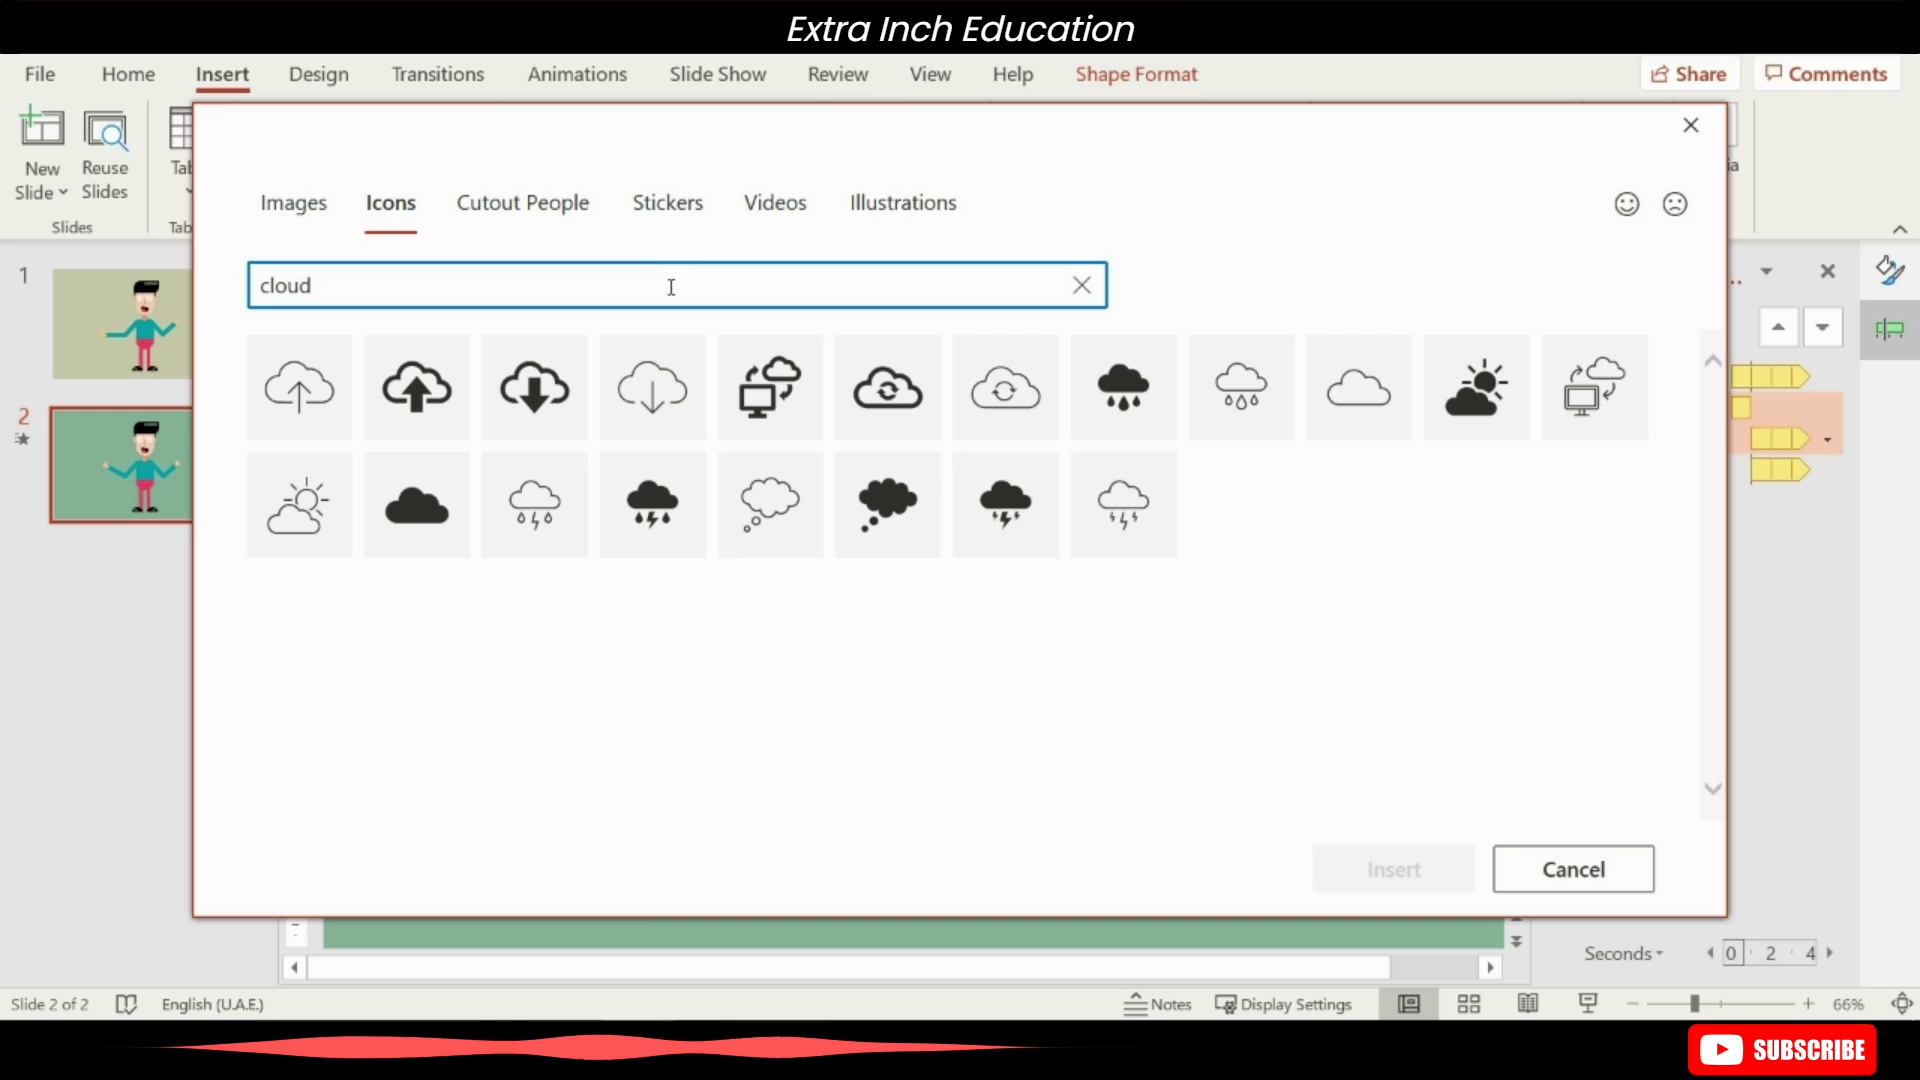 Extra Inch Education
File Home Insert Design Transitions Animations Slide Show Review View Help Shape Format Share Comments
New Slide
Reuse Slides
Slides
Images Icons Cutout People Stickers Videos Illustrations
cloud
1
2
Insert Cancel
Seconds 0 2 4
Slide 2 of 2 English (U.A.E.) Notes Display Settings 66%
SUBSCRIBE